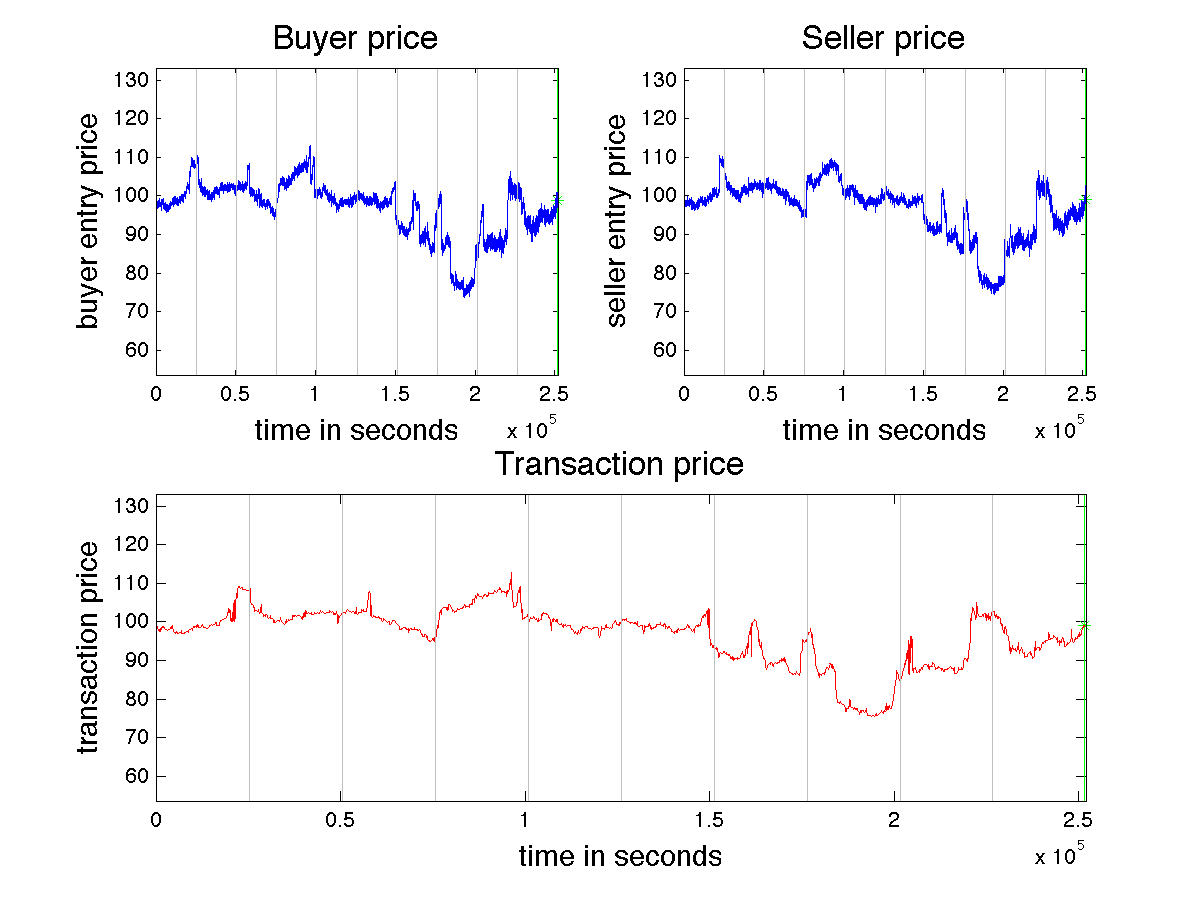 Buyer price
Seller price
130
120
110
100
90
80
70
60
buyer entry price
0 0.5 1 1.5 2 2.5
x 10^5
time in seconds
130
120
110
100
90
80
70
60
seller entry price
0 0.5 1 1.5 2 2.5
x 10^5
time in seconds
Transaction price
130
120
110
100
90
80
70
60
transaction price
0 0.5 1 1.5 2 2.5
x 10^5
time in seconds